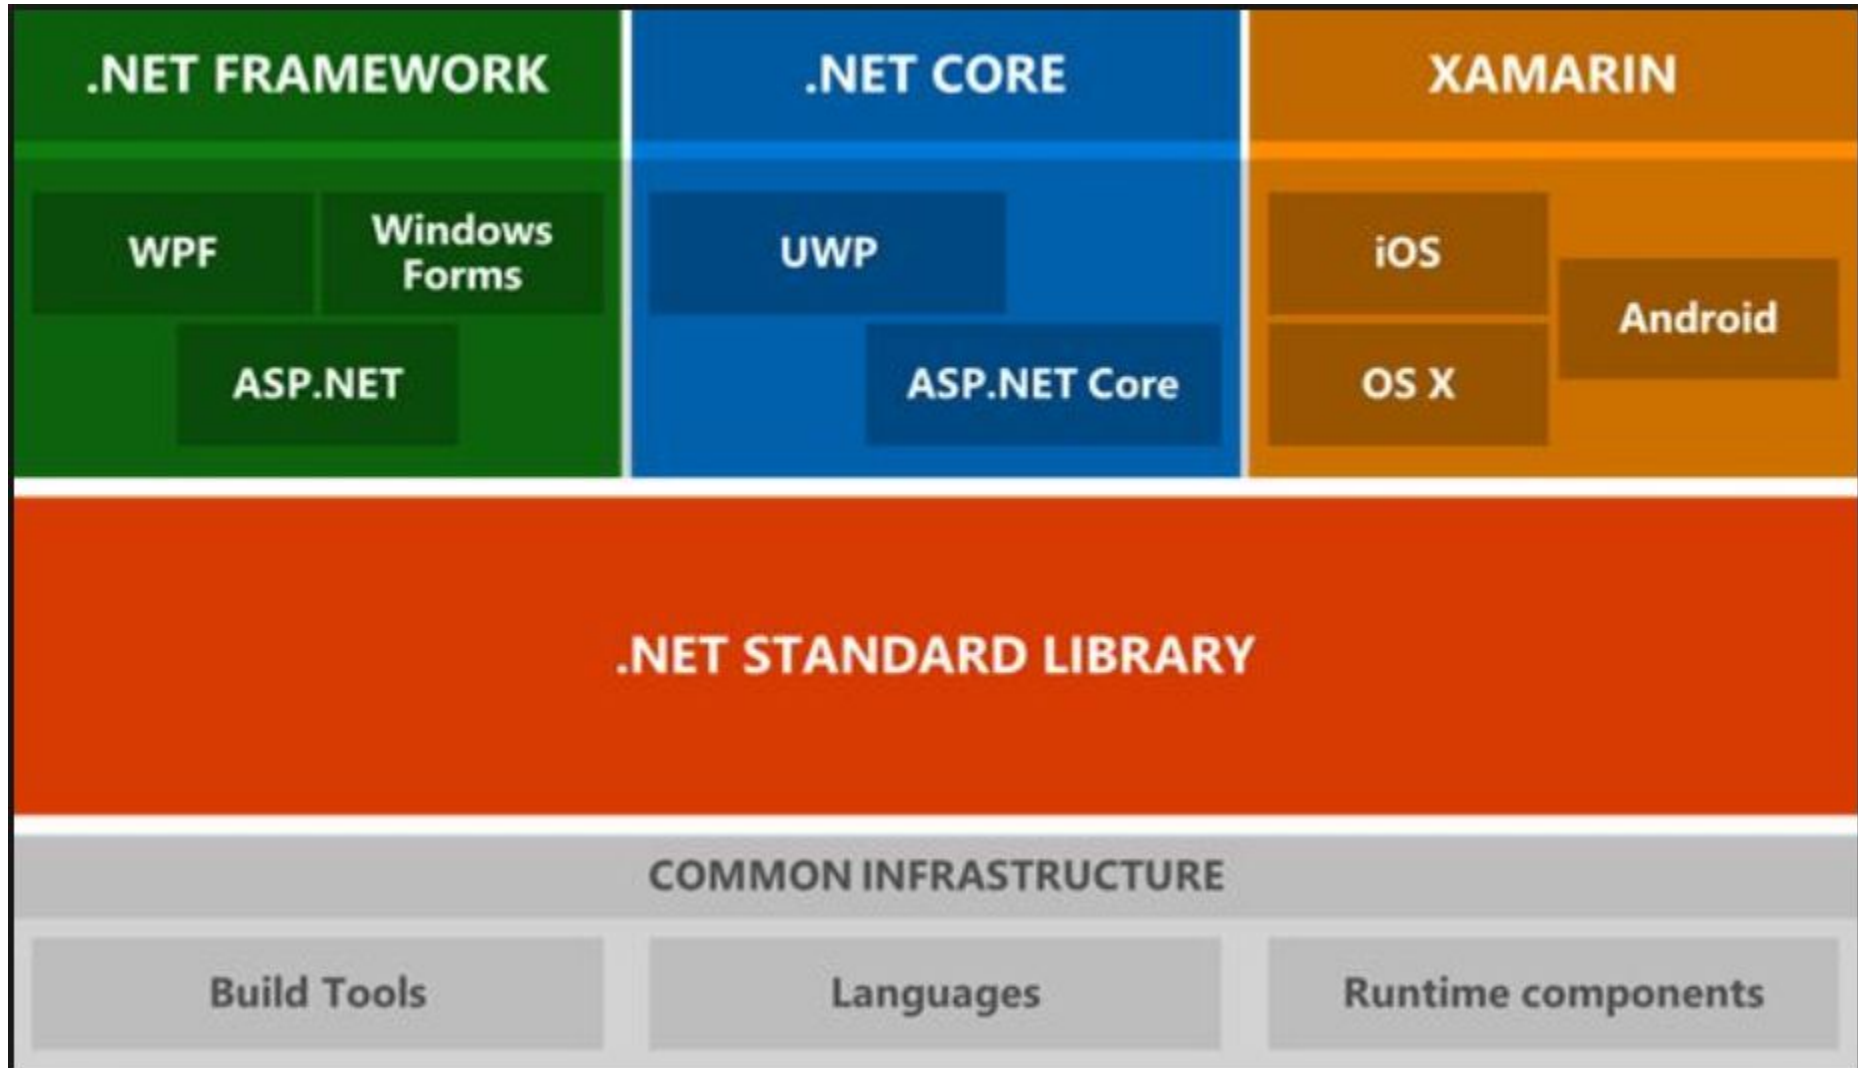 .NET FRAMEWORK
WPF
Windows
Forms
ASP.NET
.NET CORE
UWP
ASP.NET Core
XAMARIN
iOS
Android
OS X
.NET STANDARD LIBRARY
COMMON INFRASTRUCTURE
Build Tools
Languages
Runtime components